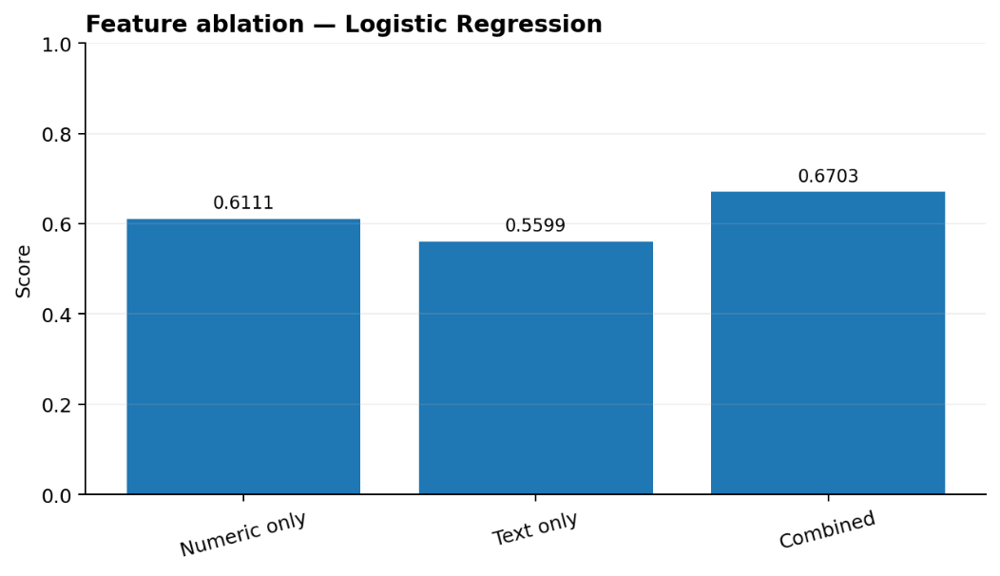 Feature ablation — Logistic Regression
1.0
0.8
0.6
0.4
0.2
0.0
Score
0.6111
0.5599
0.6703
Numeric only
Text only
Combined